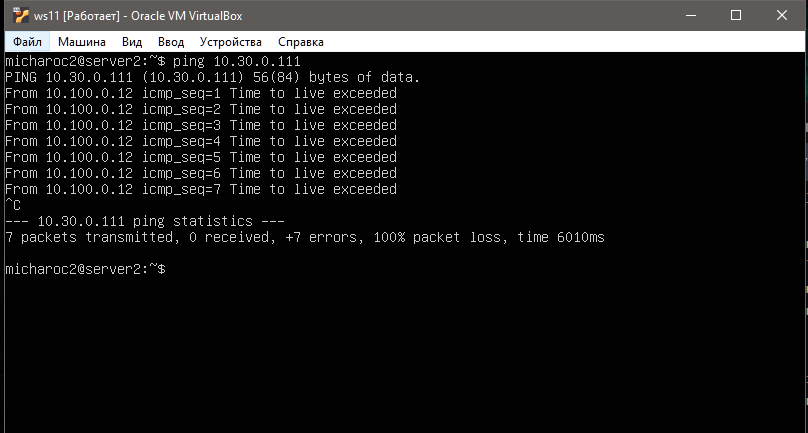 ws11 [Работает] - Oracle VM VirtualBox
Файл Машина Вид Ввод Устройства Справка
micharoc2@server2:~$ ping 10.30.0.111
PING 10.30.0.111 (10.30.0.111) 56(84) bytes of data.
From 10.100.0.12 icmp_seq=1 Time to live exceeded
From 10.100.0.12 icmp_seq=2 Time to live exceeded
From 10.100.0.12 icmp_seq=3 Time to live exceeded
From 10.100.0.12 icmp_seq=4 Time to live exceeded
From 10.100.0.12 icmp_seq=5 Time to live exceeded
From 10.100.0.12 icmp_seq=6 Time to live exceeded
From 10.100.0.12 icmp_seq=7 Time to live exceeded
^C
--- 10.30.0.111 ping statistics ---
7 packets transmitted, 0 received, +7 errors, 100% packet loss, time 6010ms
micharoc2@server2:~$